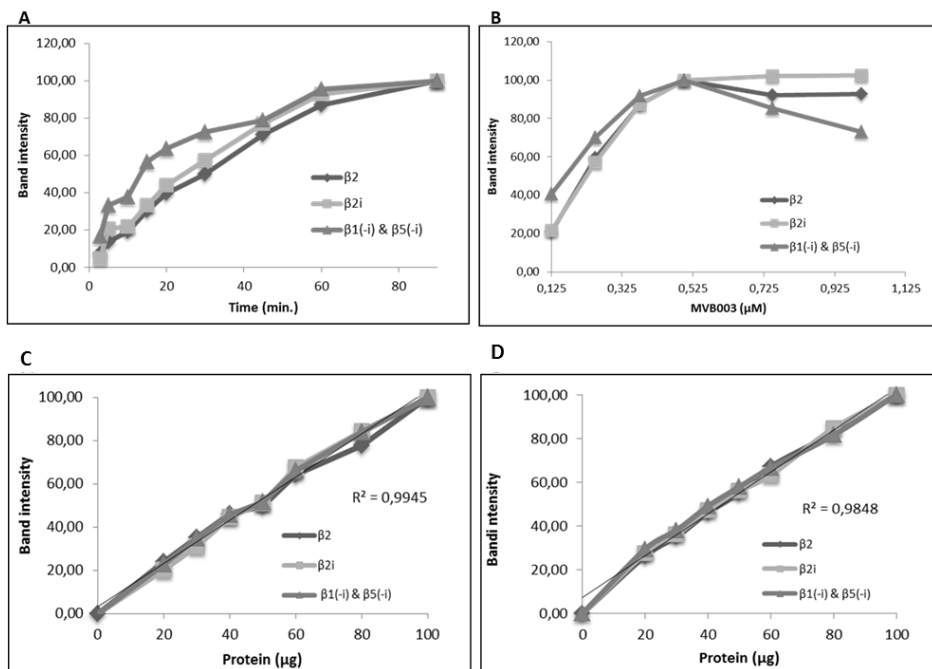 A
120,00
100,00
80,00
60,00
40,00
20,00
0,00
Band intensity
0 20 40 60 80
Time (min.)
β2
β2i
β1(-i) & β5(-i)
B
120,00
100,00
80,00
60,00
40,00
20,00
0,00
Band intensity
0,125 0,325 0,525 0,725 0,925 1,125
MVB003 (µM)
β2
β2i
β1(-i) & β5(-i)
C
100,00
80,00
60,00
40,00
20,00
0,00
Band intensity
0 20 40 60 80 100
Protein (µg)
R² = 0,9945
β2
β2i
β1(-i) & β5(-i)
D
100,00
80,00
60,00
40,00
20,00
0,00
Bandi ntensity
0 20 40 60 80 100
Protein (µg)
R² = 0,9848
β2
β2i
β1(-i) & β5(-i)